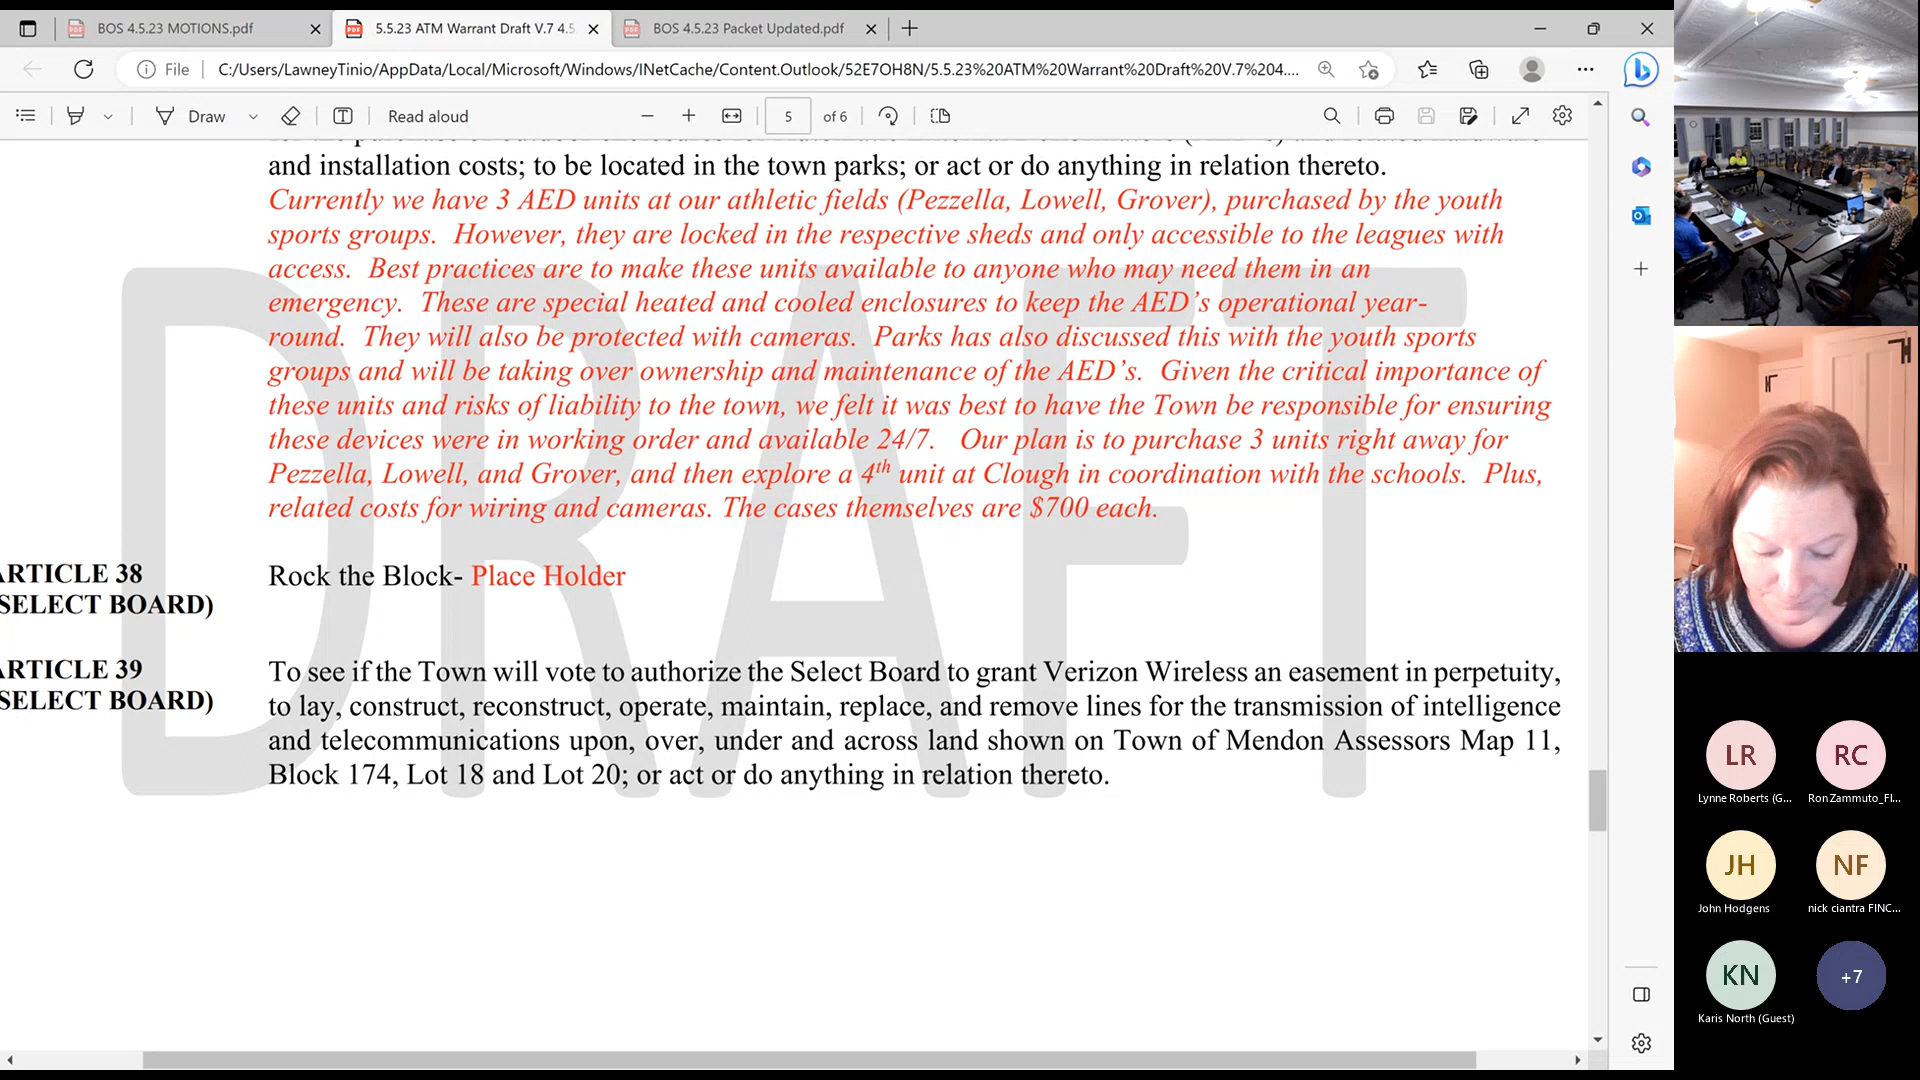 BOS 4.5.23 MOTIONS.pdf
5.5.23 ATM Warrant Draft V.7 4.5
BOS 4.5.23 Packet Updated.pdf
File
C:/Users/LawneyTinio/AppData/Local/Microsoft/Windows/INetCache/Content.Outlook/52E7OH8N/5.5.23%20ATM%20Warrant%20Draft%20V.7%204....
Draw
Read aloud
5
of 6
and installation costs; to be located in the town parks; or act or do anything in relation thereto.
Currently we have 3 AED units at our athletic fields (Pezzella, Lowell, Grover), purchased by the youth
sports groups. However, they are locked in the respective sheds and only accessible to the leagues with
access. Best practices are to make these units available to anyone who may need them in an
emergency. These are special heated and cooled enclosures to keep the AED's operational year-
round. They will also be protected with cameras. Parks has also discussed this with the youth sports
groups and will be taking over ownership and maintenance of the AED's. Given the critical importance of
these units and risks of liability to the town, we felt it was best to have the Town be responsible for ensuring
these devices were in working order and available 24/7. Our plan is to purchase 3 units right away for
Pezzella, Lowell, and Grover, and then explore a 4th unit at Clough in coordination with the schools. Plus,
related costs for wiring and cameras. The cases themselves are $700 each.
ARTICLE 38
(SELECT BOARD)
Rock the Block- Place Holder
ARTICLE 39
(SELECT BOARD)
To see if the Town will vote to authorize the Select Board to grant Verizon Wireless an easement in perpetuity,
to lay, construct, reconstruct, operate, maintain, replace, and remove lines for the transmission of intelligence
and telecommunications upon, over, under and across land shown on Town of Mendon Assessors Map 11,
Block 174, Lot 18 and Lot 20; or act or do anything in relation thereto.
DRAFT
LR
Lynne Roberts (G...
RC
Ron Zammuto_FI...
JH
John Hodgens
NF
nick ciantra FINC...
KN
Karis North (Guest)
+7